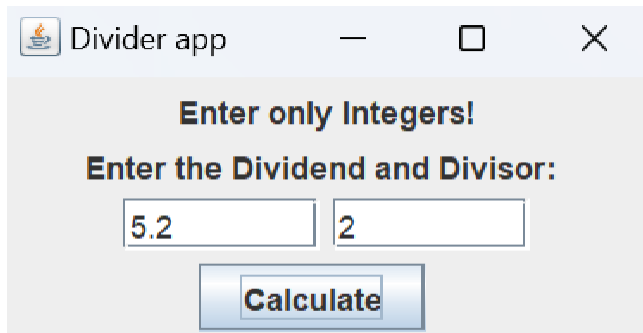 Divider app
Enter only Integers!
Enter the Dividend and Divisor:
5.2 2
Calculate